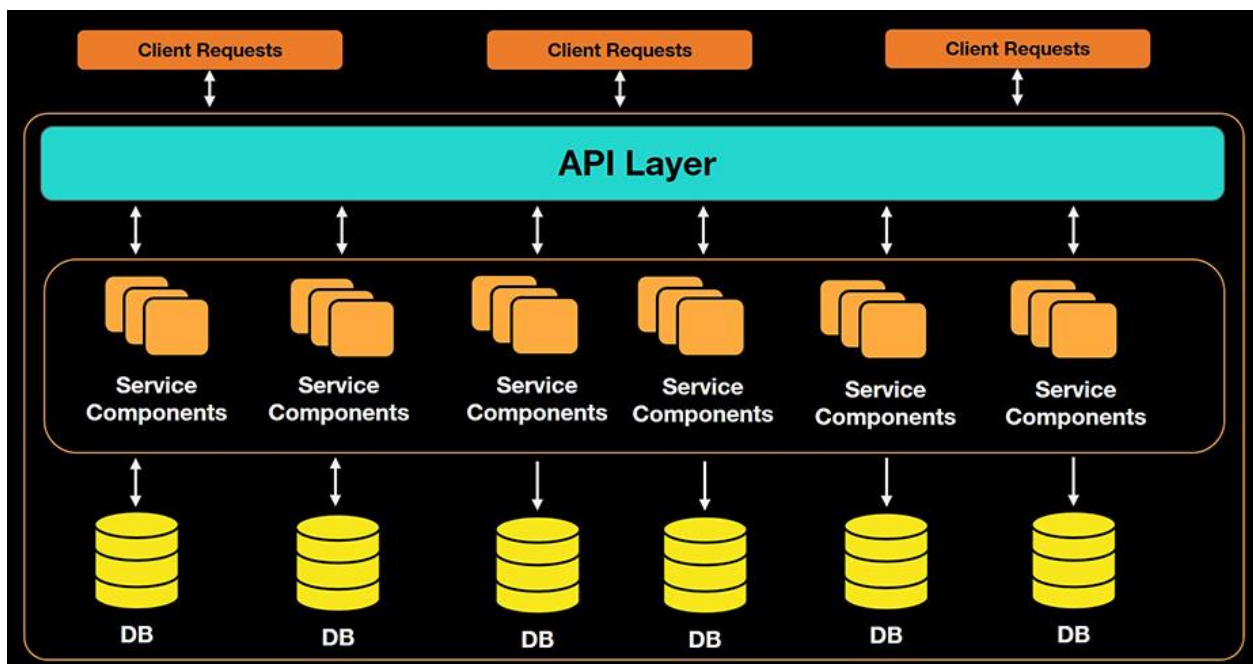 Client Requests
Client Requests
Client Requests
API Layer
Service
Components
Service
Components
Service
Components
Service
Components
Service
Components
Service
Components
DB
DB
DB
DB
DB
DB